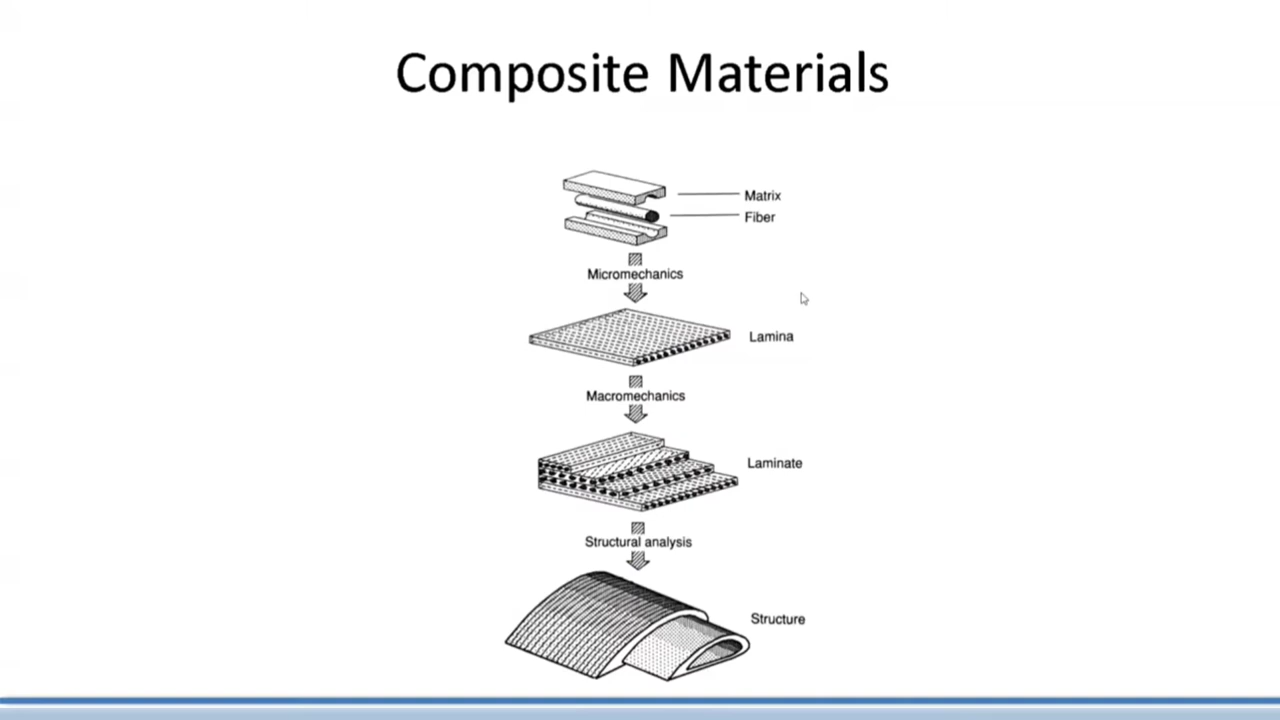 Composite Materials
Matrix
Fiber
Micromechanics
Lamina
Macromechanics
Laminate
Structural analysis
Structure